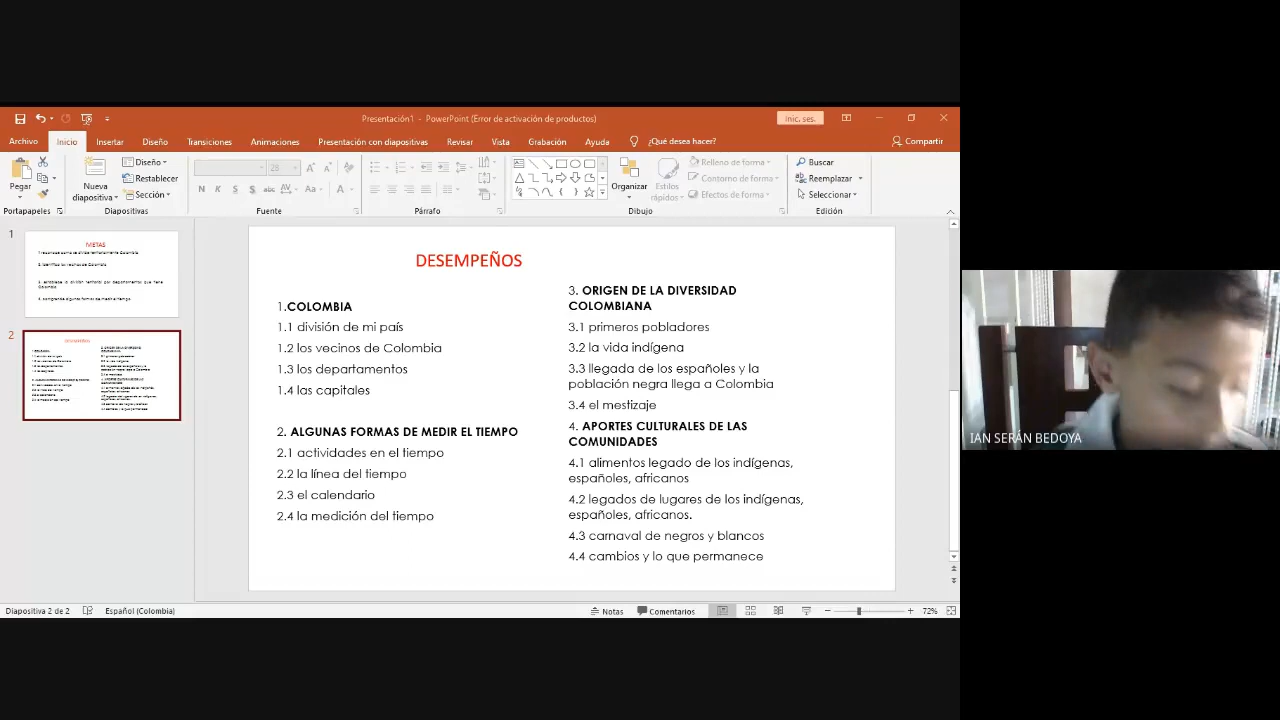 Presentación1 - PowerPoint (Error de activación de productos)
Inic. ses.
Archivo Inicio Insertar Diseño Transiciones Animaciones Presentación con diapositivas Revisar Vista Grabación Ayuda ¿Qué desea hacer? Compartir
Pegar
Nueva diapositiva
Diseño
Restablecer
Sección
N K S S abc AV Aa A
Organizar
Estilos rápidos
Relleno de forma
Contorno de forma
Efectos de forma
Buscar
Reemplazar
Seleccionar
Portapapeles Diapositivas Fuente Párrafo Dibujo Edición
1
METAS
2
DESEMPEÑOS
1.COLOMBIA
1.1 división de mi país
1.2 los vecinos de Colombia
1.3 los departamentos
1.4 las capitales
2. ALGUNAS FORMAS DE MEDIR EL TIEMPO
2.1 actividades en el tiempo
2.2 la línea del tiempo
2.3 el calendario
2.4 la medición del tiempo
3. ORIGEN DE LA DIVERSIDAD
COLOMBIANA
3.1 primeros pobladores
3.2 la vida indígena
3.3 llegada de los españoles y la
población negra llega a Colombia
3.4 el mestizaje
4. APORTES CULTURALES DE LAS
COMUNIDADES
4.1 alimentos legado de los indígenas,
españoles, africanos
4.2 legados de lugares de los indígenas,
españoles, africanos.
4.3 carnaval de negros y blancos
4.4 cambios y lo que permanece
IAN SERÁN BEDOYA
Diapositiva 2 de 2 Español (Colombia) Notas Comentarios 72%